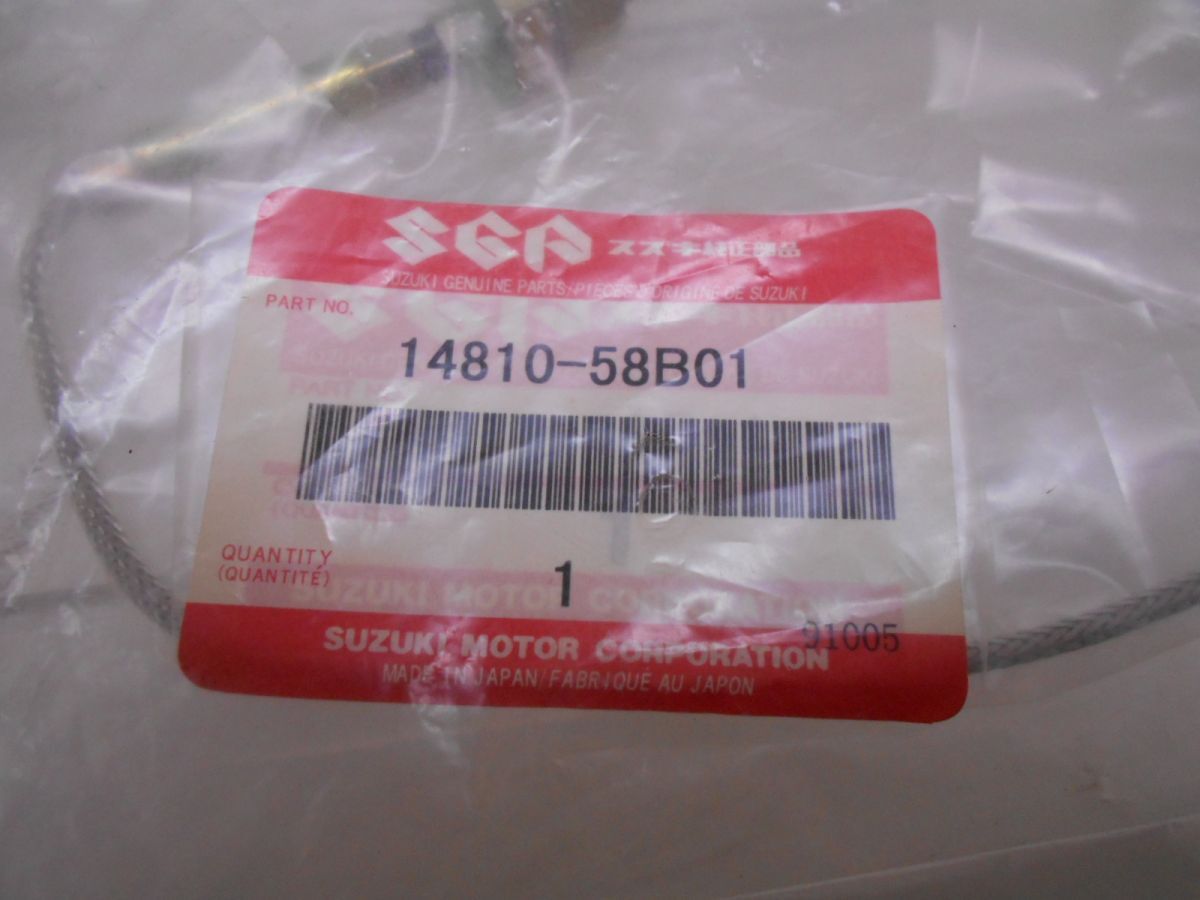 SGP スズキ純正部品
SUZUKI GENUINE PARTS/PIECES D'ORIGINE DE SUZUKI
PART NO.
14810-58B01
QUANTITY
(QUANTITÉ)
1
91005
SUZUKI MOTOR CORPORATION
MADE IN JAPAN/FABRIQUE AU JAPON